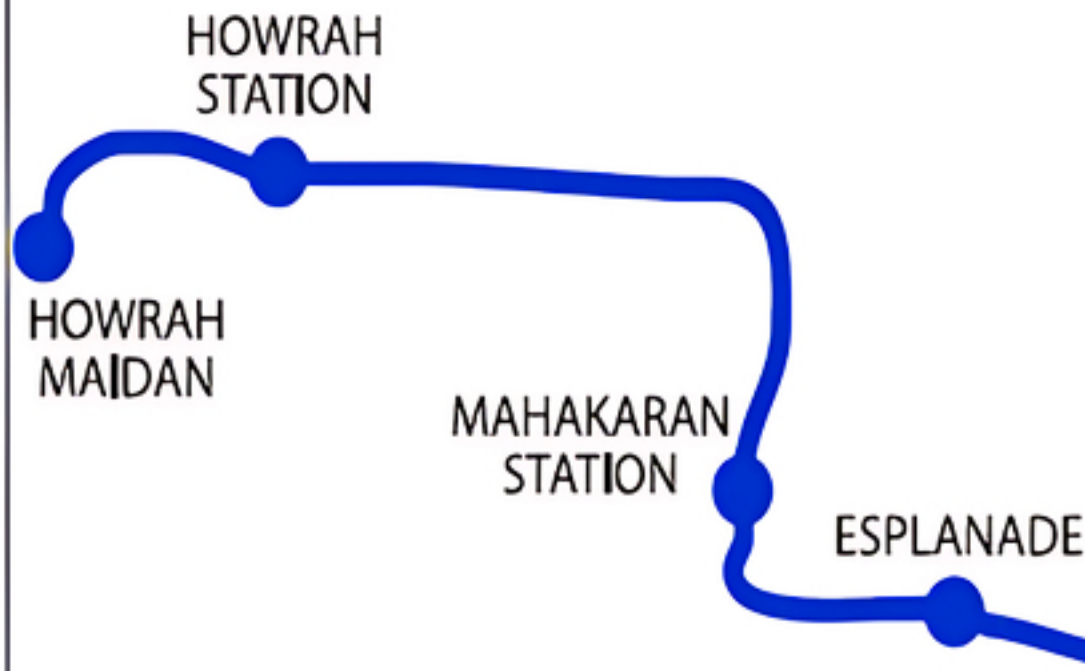 HOWRAH
STATION
HOWRAH
MAIDAN
MAHAKARAN
STATION
ESPLANADE